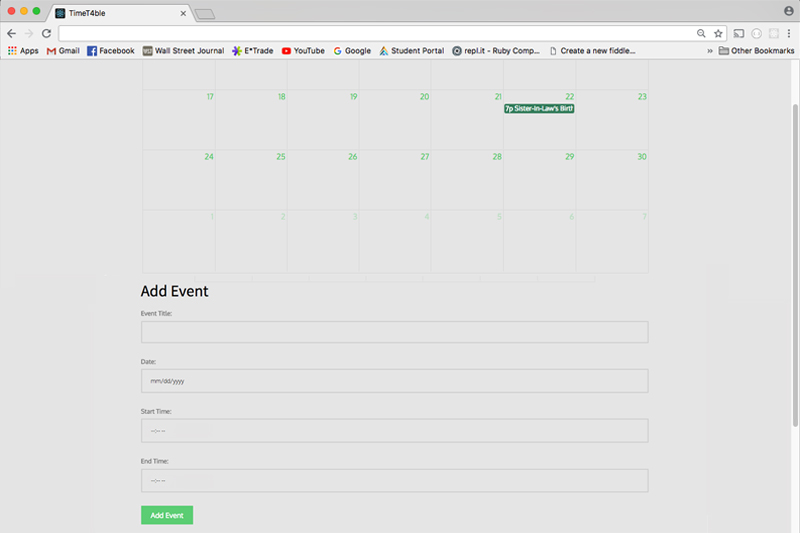 TimeT4ble
Apps Gmail Facebook Wall Street Journal E*Trade YouTube Google Student Portal repl.it - Ruby Comp... Create a new fiddle... » Other Bookmarks
17 18 19 20 21 22 23
7p Sister-In-Law's Birth
24 25 26 27 28 29 30
1 2 3 4 5 6 7
Add Event
Event Title:
Date:
mm/dd/yyyy
Start Time:
--:-- --
End Time:
--:-- --
Add Event